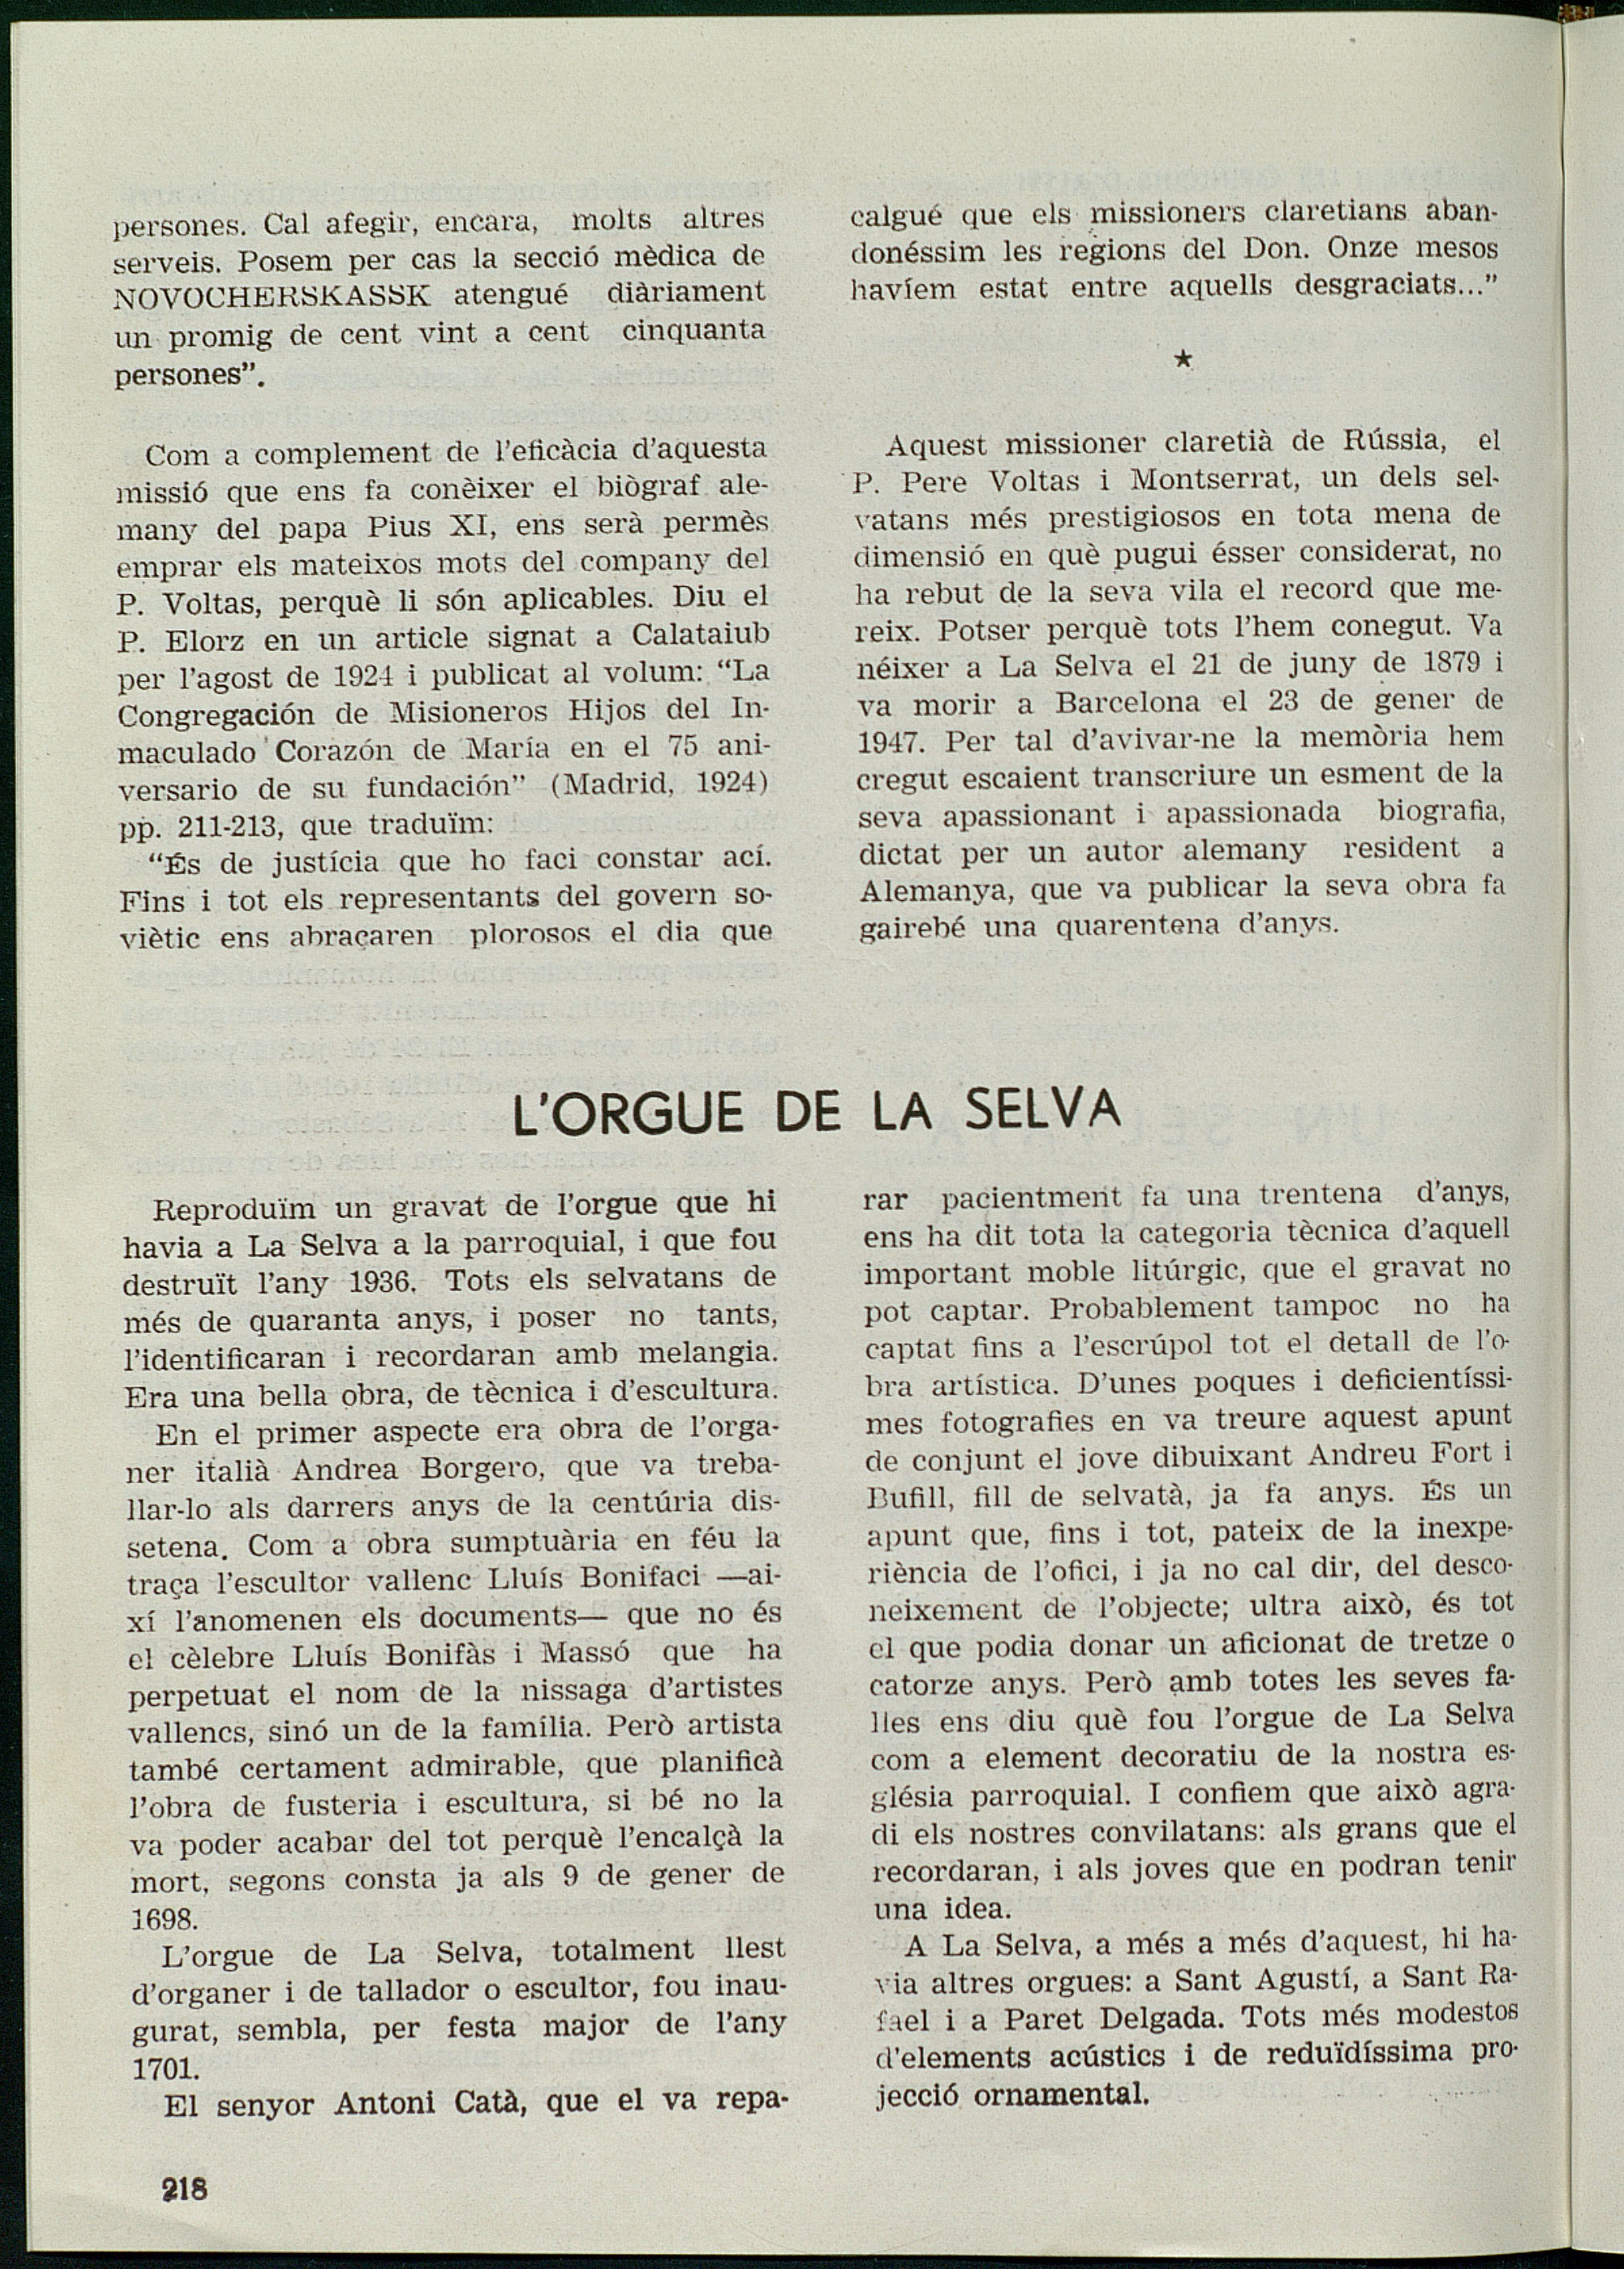 persones. Cal afegir, encara, molts altres
serveis. Posem per cas la secció mèdica de
NOVOCHERSKASSK atengué diàriament
un promig de cent vint a cent cinquanta
persones”.
Com a complement de l’eficàcia d’aquesta
missió que ens fa conèixer el biògraf ale-
many del papa Pius XI, ens serà permès
emprar els mateixos mots del company del
P. Voltas, perquè li són aplicables. Diu el
P. Elorz en un article signat a Calataiub
per l’agost de 1924 i publicat al volum: “La
Congregación de Misioneros Hijos del In-
maculado Corazón de María en el 75 ani-
versario de su fundación” (Madrid, 1924)
pp. 211-213, que traduïm:
“És de justícia que ho faci constar ací.
Fins i tot els representants del govern so-
viètic ens abraçaren plorosos el dia que
calgué que els missioners claretians aban-
donéssim les regions del Don. Onze mesos
havíem estat entre aquells desgraciats...”
★
Aquest missioner claretià de Rússia, el
P. Pere Voltas i Montserrat, un dels sel-
vatans més prestigiosos en tota mena de
dimensió en què pugui ésser considerat, no
ha rebut de la seva vila el record que me-
reix. Potser perquè tots l’hem conegut. Va
néixer a La Selva el 21 de juny de 1879 i
va morir a Barcelona el 23 de gener de
1947. Per tal d’avivar-ne la memòria hem
cregut escaient transcriure un esment de la
seva apassionant i apassionada biografia,
dictat per un autor alemany resident a
Alemanya, que va publicar la seva obra fa
gairebé una quarentena d’anys.
L’ORGUE DE LA SELVA
Reproduïm un gravat de l’orgue que hi
havia a La Selva a la parroquial, i que fou
destruït l’any 1936. Tots els selvatans de
més de quaranta anys, i poser no tants,
l’identificaran i recordaran amb melangia.
Era una bella obra, de tècnica i d’escultura.
En el primer aspecte era obra de l’orga-
ner italià Andrea Borgero, que va treba-
llar-lo als darrers anys de la centúria dis-
setena. Com a obra sumptuària en féu la
traça l’escultor vallenc Lluís Bonifaci —ai-
xí l’anomenen els documents— que no és
el cèlebre Lluís Bonifàs i Massó que ha
perpetuat el nom de la nissaga d’artistes
vallencs, sinó un de la família. Però artista
també certament admirable, que planificà
l’obra de fusteria i escultura, si bé no la
va poder acabar del tot perquè l’encalçà la
mort, segons consta ja als 9 de gener de
1698.
L’orgue de La Selva, totalment llest
d’organer i de tallador o escultor, fou inau-
gurat, sembla, per festa major de l’any
1701.
El senyor Antoni Catà, que el va repa-
rar pacientment fa una trentena d’anys,
ens ha dit tota la categoria tècnica d’aquell
important moble litúrgic, que el gravat no
pot captar. Probablement tampoc no ha
captat fins a l’escrúpol tot el detall de l’o-
bra artística. D’unes poques i deficientíssi-
mes fotografies en va treure aquest apunt
de conjunt el jove dibuixant Andreu Fort i
Bufill, fill de selvatà, ja fa anys. És un
apunt que, fins i tot, pateix de la inexpe-
riència de l’ofici, i ja no cal dir, del desco-
neixement de l’objecte; ultra això, és tot
el que podia donar un aficionat de tretze o
catorze anys. Però amb totes les seves fa-
lles ens diu què fou l’orgue de La Selva
com a element decoratiu de la nostra es-
glésia parroquial. I confiem que això agra-
di els nostres convilatans: als grans que el
recordaran, i als joves que en podran tenir
una idea.
A La Selva, a més a més d’aquest, hi ha-
via altres orgues: a Sant Agustí, a Sant Ra-
fael i a Paret Delgada. Tots més modestos
d’elements acústics i de reduïdíssima pro-
jecció ornamental.
218